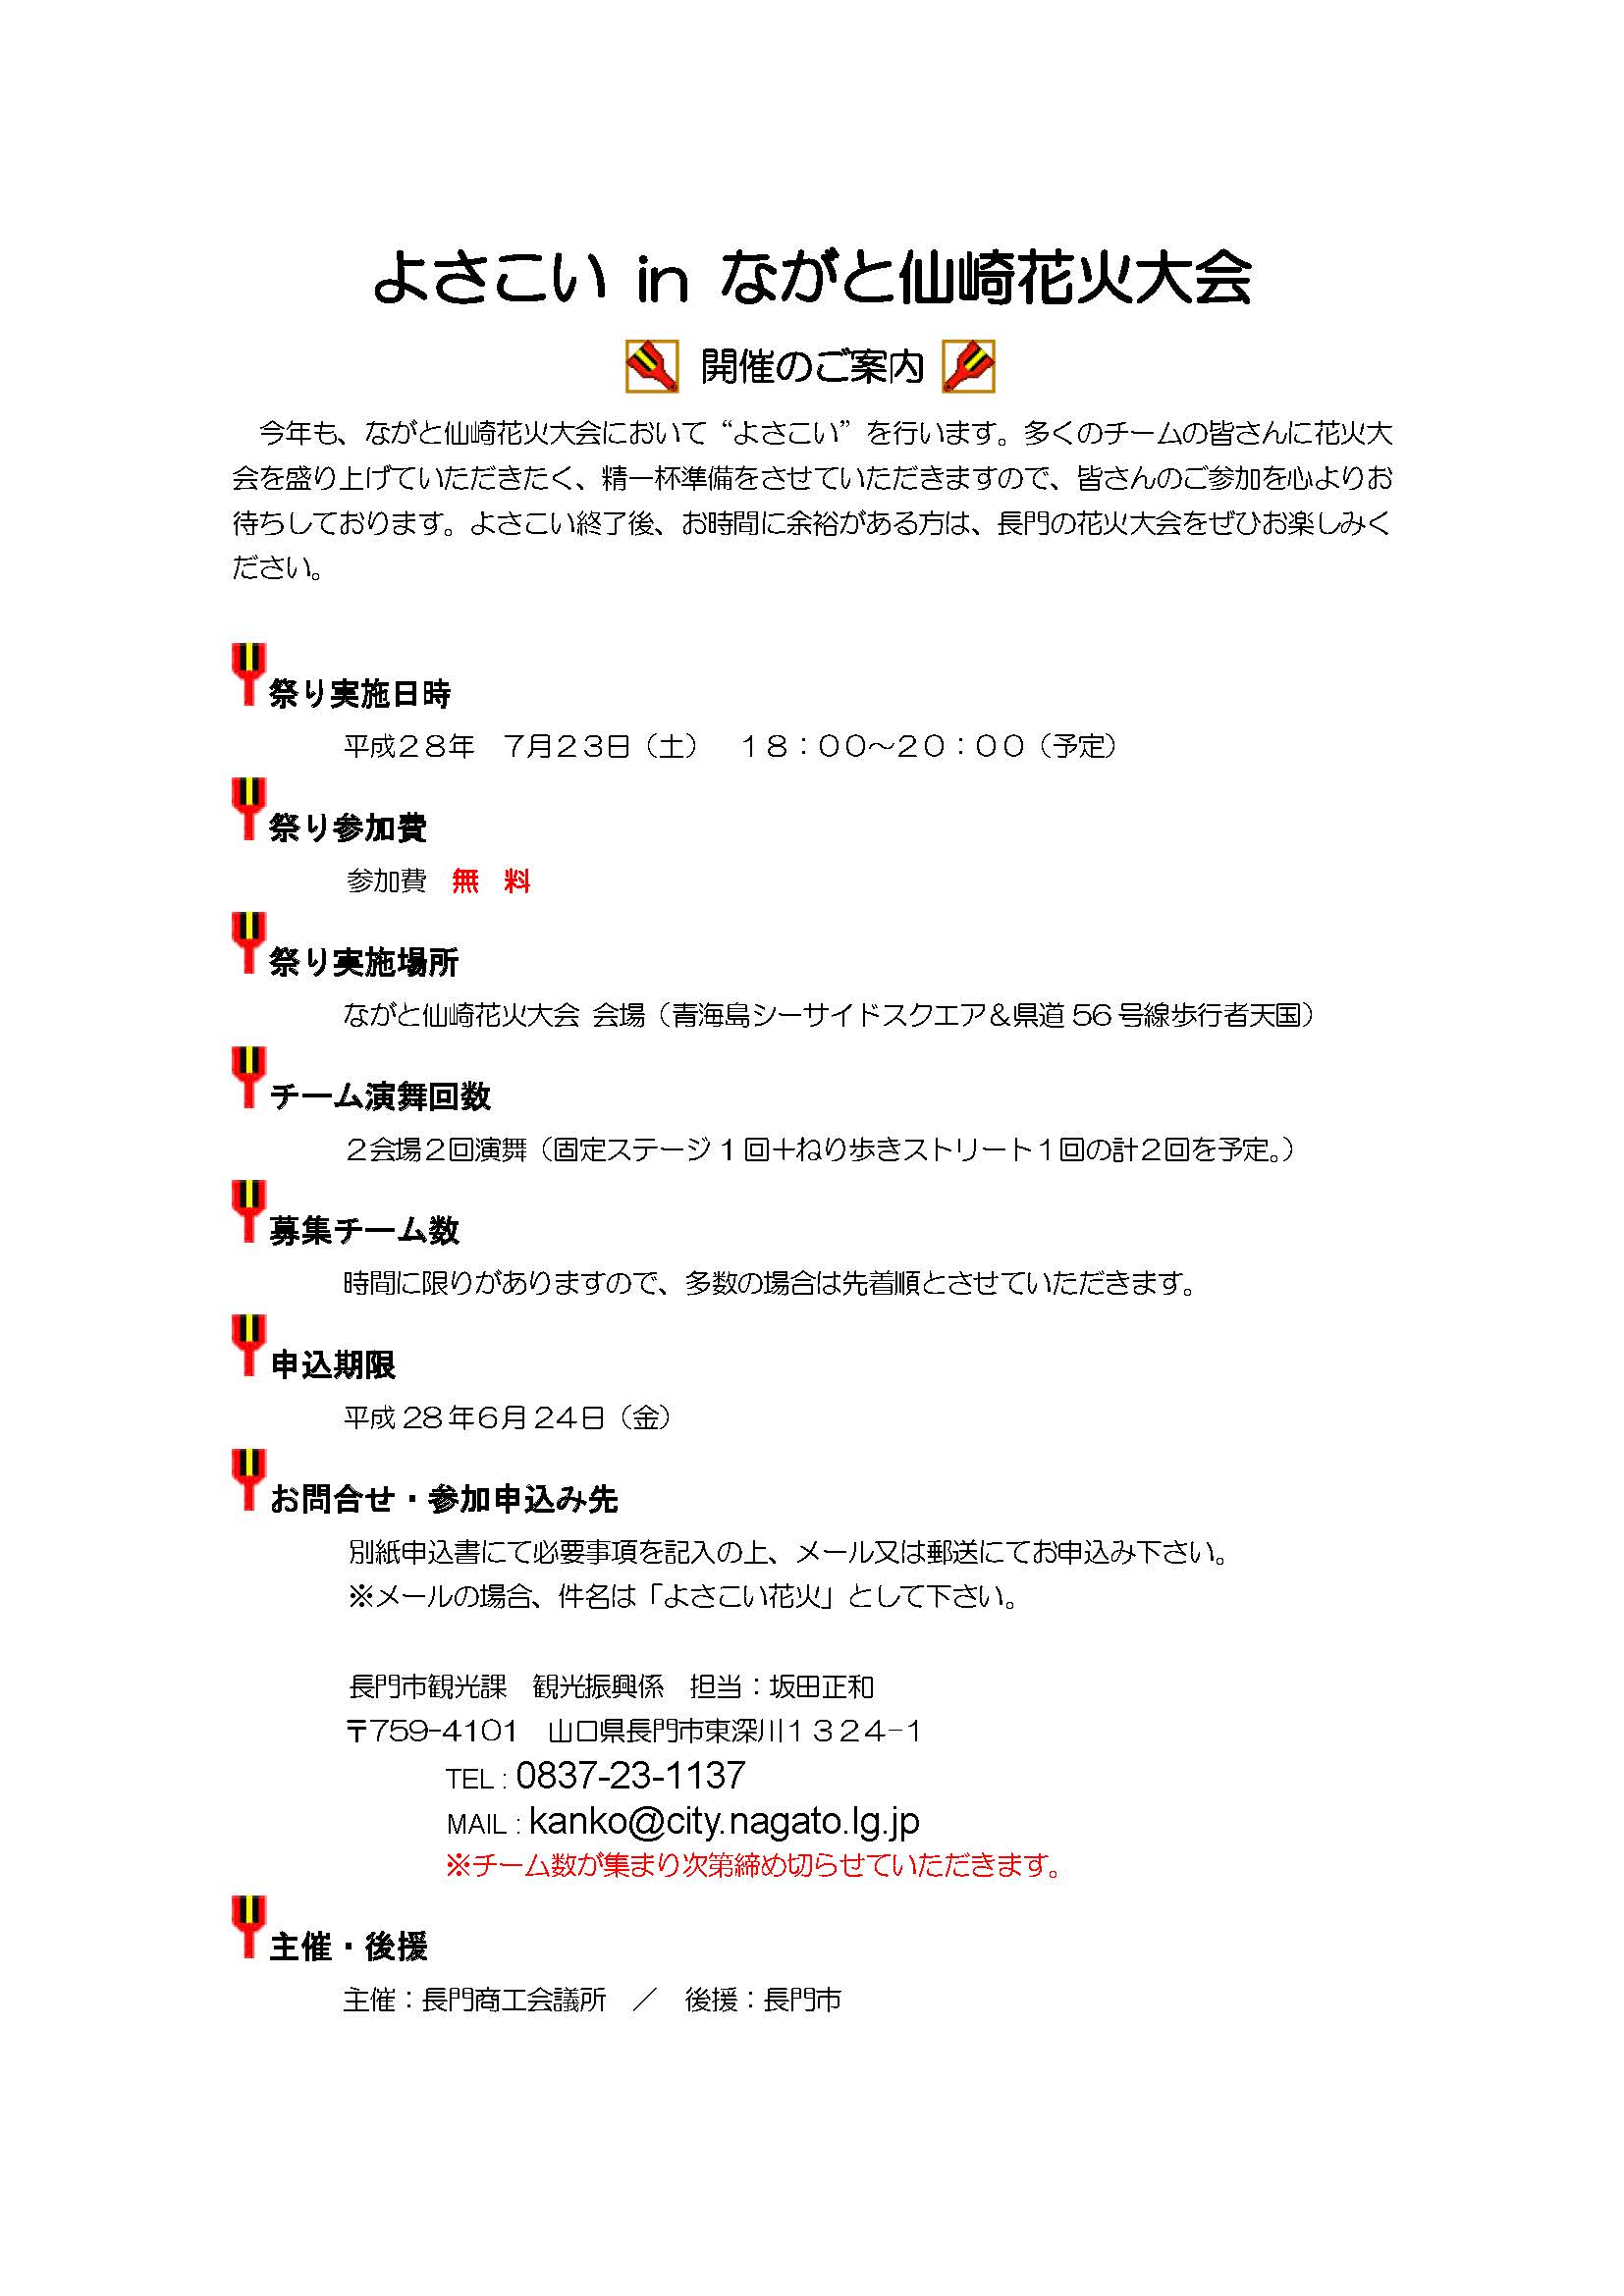 よさこい in ながと仙崎花火大会
開催のご案内
今年も、ながと仙崎花火大会において“よさこい”を行います。多くのチームの皆さんに花火大
会を盛り上げていただきたく、精一杯準備をさせていただきますので、皆さんのご参加を心よりお
待ちしております。よさこい終了後、お時間に余裕がある方は、長門の花火大会をぜひお楽しみく
ださい。
祭り実施日時
平成２８年　７月２３日（土）　１８：００～２０：００（予定）
祭り参加費
参加費　無　料
祭り実施場所
ながと仙崎花火大会 会場（青海島シーサイドスクエア＆県道 56 号線歩行者天国）
チーム演舞回数
２会場２回演舞（固定ステージ 1 回＋ねり歩きストリート１回の計２回を予定。）
募集チーム数
時間に限りがありますので、多数の場合は先着順とさせていただきます。
申込期限
平成 28 年６月２４日（金）
お問合せ・参加申込み先
別紙申込書にて必要事項を記入の上、メール又は郵送にてお申込み下さい。
※メールの場合、件名は「よさこい花火」として下さい。
長門市観光課　観光振興係　担当：坂田正和
〒759-4101　山口県長門市東深川１３２４-１
TEL : 0837-23-1137
MAIL : kanko@city.nagato.lg.jp
※チーム数が集まり次第締め切らせていただきます。
主催・後援
主催：長門商工会議所　／　後援：長門市